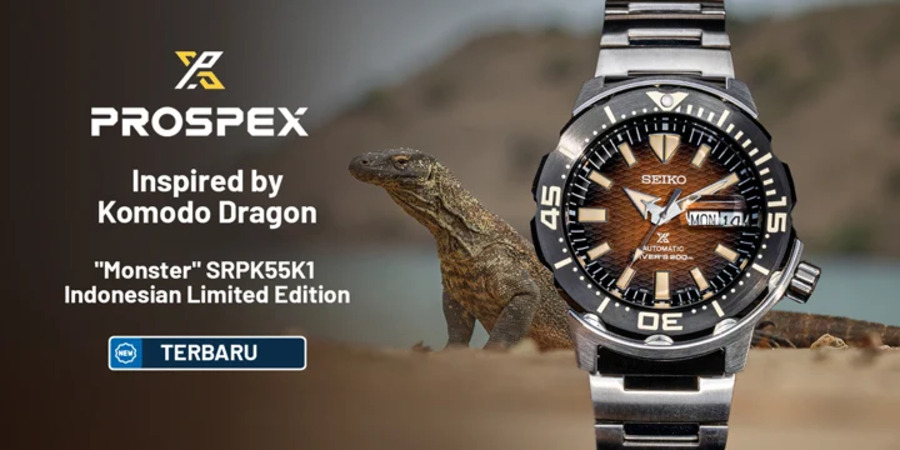 PROSPEX
Inspired by
Komodo Dragon
"Monster" SRPK55K1
Indonesian Limited Edition
NEW TERBARU
SEIKO
MON 14
AUTOMATIC
DIVER'S 200m
45
15
30